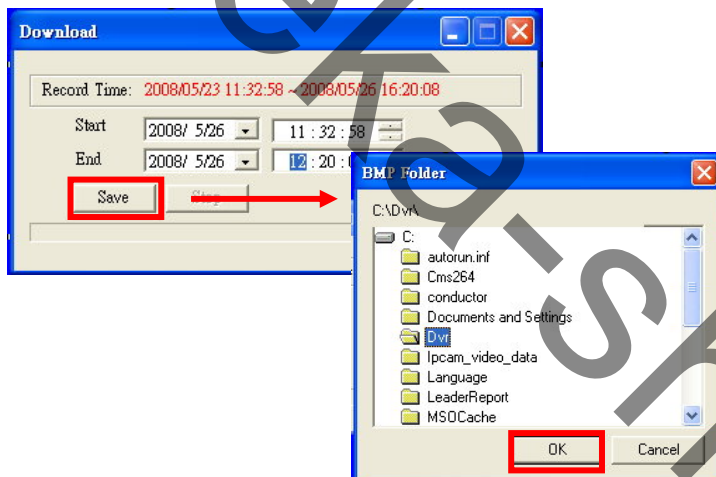 Download
Record Time: 2008/05/23 11:32:58 ~ 2008/05/26 16:20:08
Start 2008/ 5/26 11 : 32 : 58
End 2008/ 5/26 12 : 20 :
Save Stop
BMP Folder
C:\Dvr\
C:
autorun.inf
Cms264
conductor
Documents and Settings
Dvr
Ipcam_video_data
Language
LeaderReport
MSOCache
OK Cancel